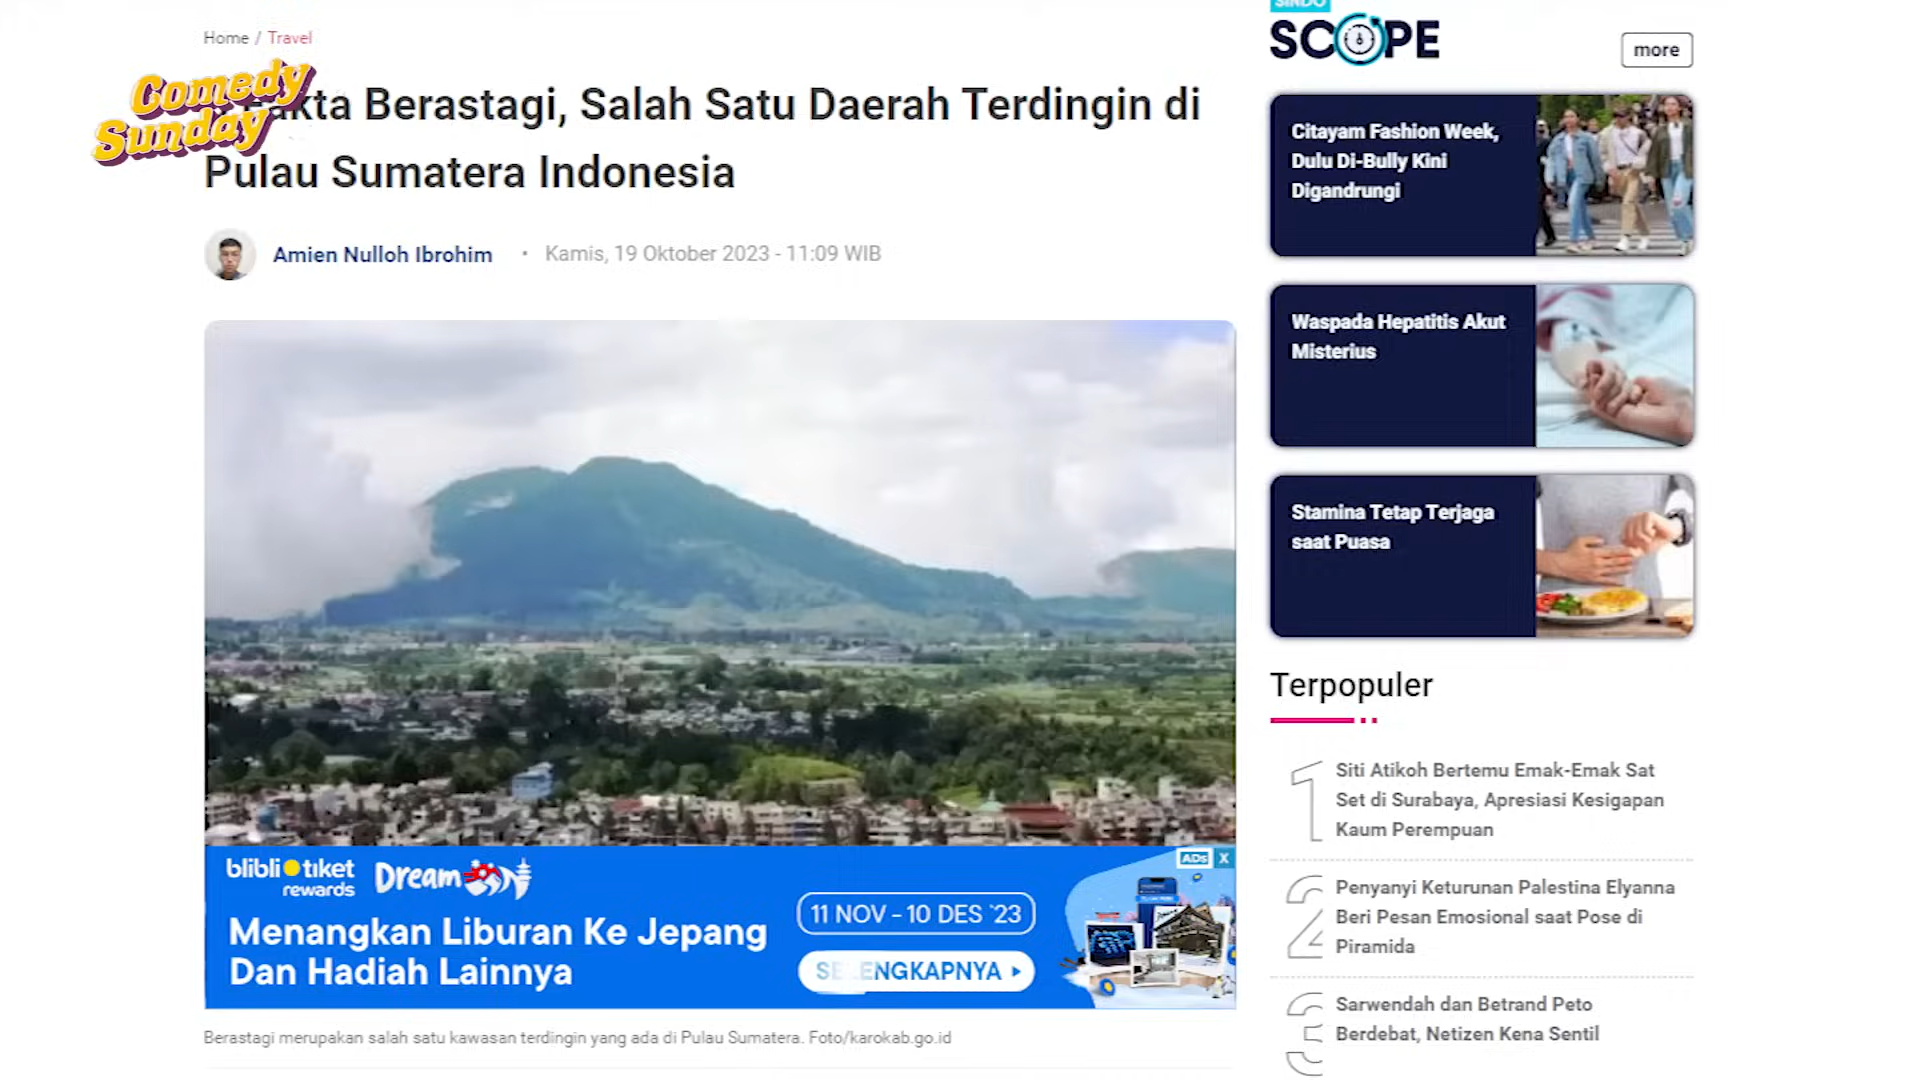 Home / Travel
Comedy
Sunday
Berastagi, Salah Satu Daerah Terdingin di
Pulau Sumatera Indonesia
Amien Nulloh Ibrohim • Kamis, 19 Oktober 2023 - 11:09 WIB
blibli tiket
rewards
Dream
ADs X
Menangkan Liburan Ke Jepang
Dan Hadiah Lainnya
11 NOV - 10 DES '23
SELENGKAPNYA
Berastagi merupakan salah satu kawasan terdingin yang ada di Pulau Sumatera. Foto/karokab.go.id
SINDO
SCOPE
more
Citayam Fashion Week,
Dulu Di-Bully Kini
Digandrungi
Waspada Hepatitis Akut
Misterius
Stamina Tetap Terjaga
saat Puasa
Terpopuler
1
Siti Atikoh Bertemu Emak-Emak Sat
Set di Surabaya, Apresiasi Kesigapan
Kaum Perempuan
2
Penyanyi Keturunan Palestina Elyanna
Beri Pesan Emosional saat Pose di
Piramida
3
Sarwendah dan Betrand Peto
Berdebat, Netizen Kena Sentil